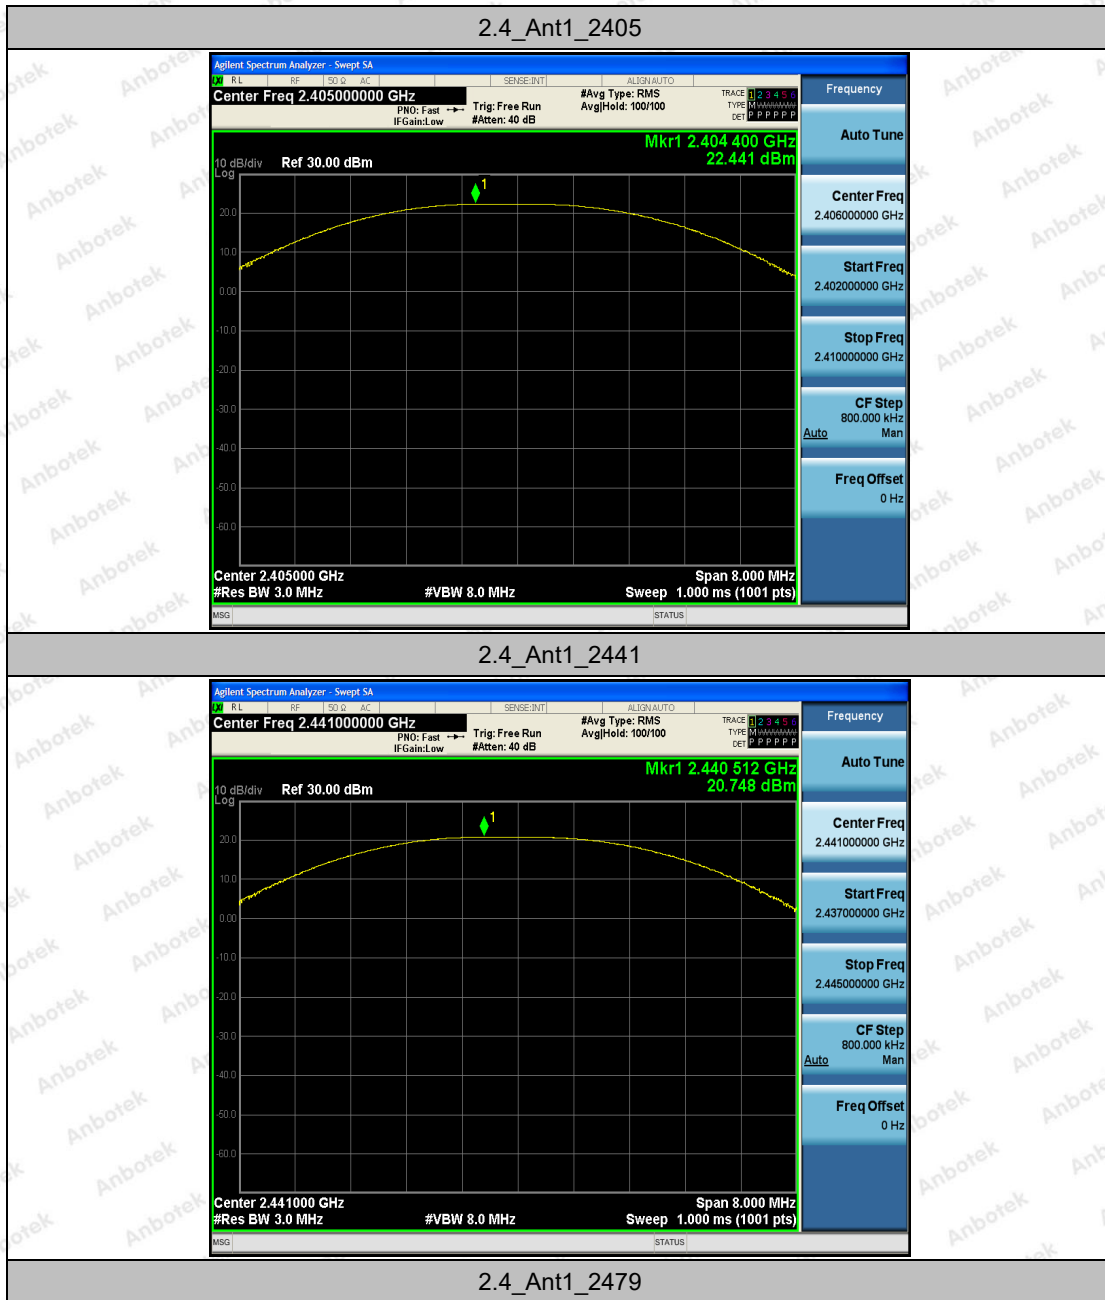 2.4_Ant1_2405
Agilent Spectrum Analyzer - Swept SA
RL RF 50 Ω AC SENSE:INT ALIGNAUTO
Center Freq 2.405000000 GHz
PNO: Fast
IFGain:Low
Trig: Free Run
#Atten: 40 dB
#Avg Type: RMS
Avg|Hold: 100/100
TRACE 1 2 3 4 5 6
TYPE M
DET P P P P P P
Mkr1 2.404 400 GHz
22.441 dBm
10 dB/div Ref 30.00 dBm
Log
1
20.0
10.0
0.00
-10.0
-20.0
-30.0
-40.0
-50.0
-60.0
Center 2.405000 GHz Span 8.000 MHz
#Res BW 3.0 MHz #VBW 8.0 MHz Sweep 1.000 ms (1001 pts)
MSG STATUS
Frequency
Auto Tune
Center Freq
2.406000000 GHz
Start Freq
2.402000000 GHz
Stop Freq
2.410000000 GHz
CF Step
800.000 kHz
Auto Man
Freq Offset
0 Hz
2.4_Ant1_2441
Agilent Spectrum Analyzer - Swept SA
RL RF 50 Ω AC SENSE:INT ALIGNAUTO
Center Freq 2.441000000 GHz
PNO: Fast
IFGain:Low
Trig: Free Run
#Atten: 40 dB
#Avg Type: RMS
Avg|Hold: 100/100
TRACE 1 2 3 4 5 6
TYPE M
DET P P P P P P
Mkr1 2.440 512 GHz
20.748 dBm
10 dB/div Ref 30.00 dBm
Log
1
20.0
10.0
0.00
-10.0
-20.0
-30.0
-40.0
-50.0
-60.0
Center 2.441000 GHz Span 8.000 MHz
#Res BW 3.0 MHz #VBW 8.0 MHz Sweep 1.000 ms (1001 pts)
MSG STATUS
Frequency
Auto Tune
Center Freq
2.441000000 GHz
Start Freq
2.437000000 GHz
Stop Freq
2.445000000 GHz
CF Step
800.000 kHz
Auto Man
Freq Offset
0 Hz
2.4_Ant1_2479